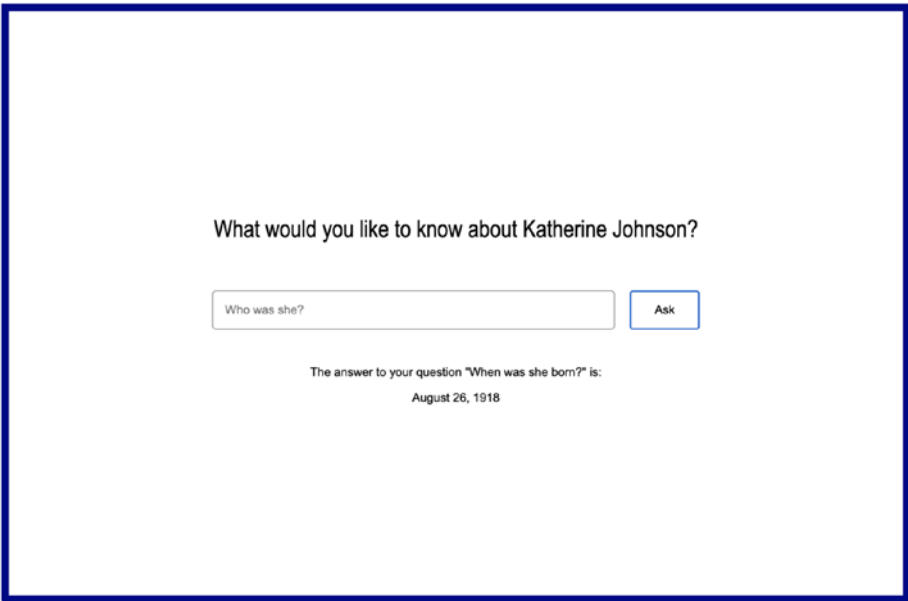 What would you like to know about Katherine Johnson?
Who was she?
Ask
The answer to your question "When was she born?" is:
August 26, 1918